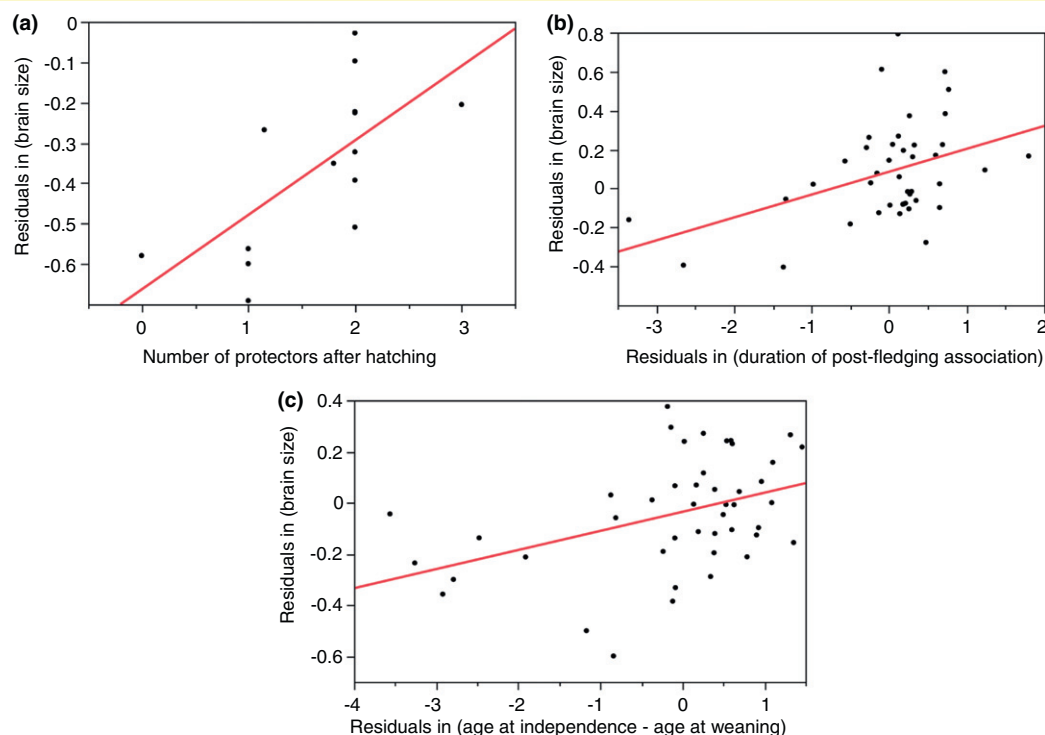 (a)
Residuals in (brain size)
0
-0.1
-0.2
-0.3
-0.4
-0.5
-0.6
0 1 2 3
Number of protectors after hatching
(b)
Residuals in (brain size)
0.8
0.6
0.4
0.2
0
-0.2
-0.4
-3 -2 -1 0 1 2
Residuals in (duration of post-fledging association)
(c)
Residuals in (brain size)
0.4
0.2
0
-0.2
-0.4
-0.6
-4 -3 -2 -1 0 1
Residuals in (age at independence - age at weaning)